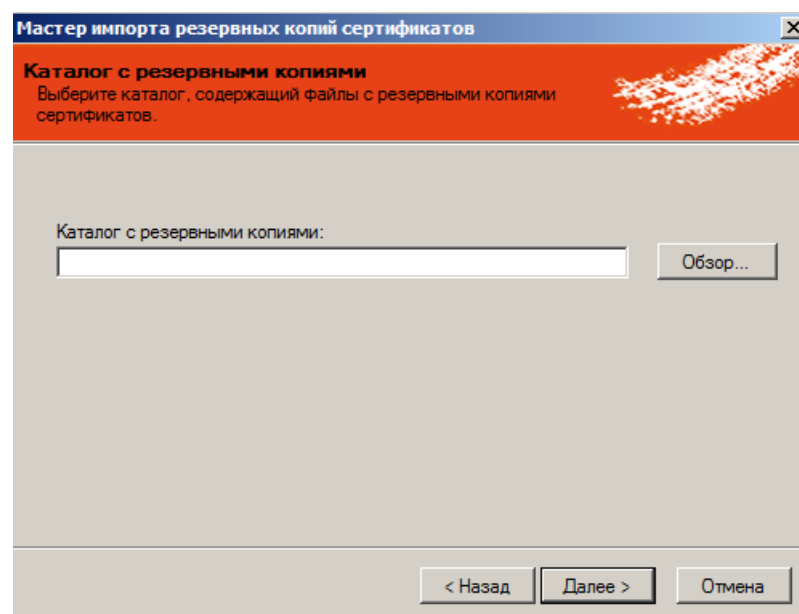 Мастер импорта резервных копий сертификатов
Каталог с резервными копиями
Выберите каталог, содержащий файлы с резервными копиями
сертификатов.
Каталог с резервными копиями:
Обзор...
< Назад
Далее >
Отмена